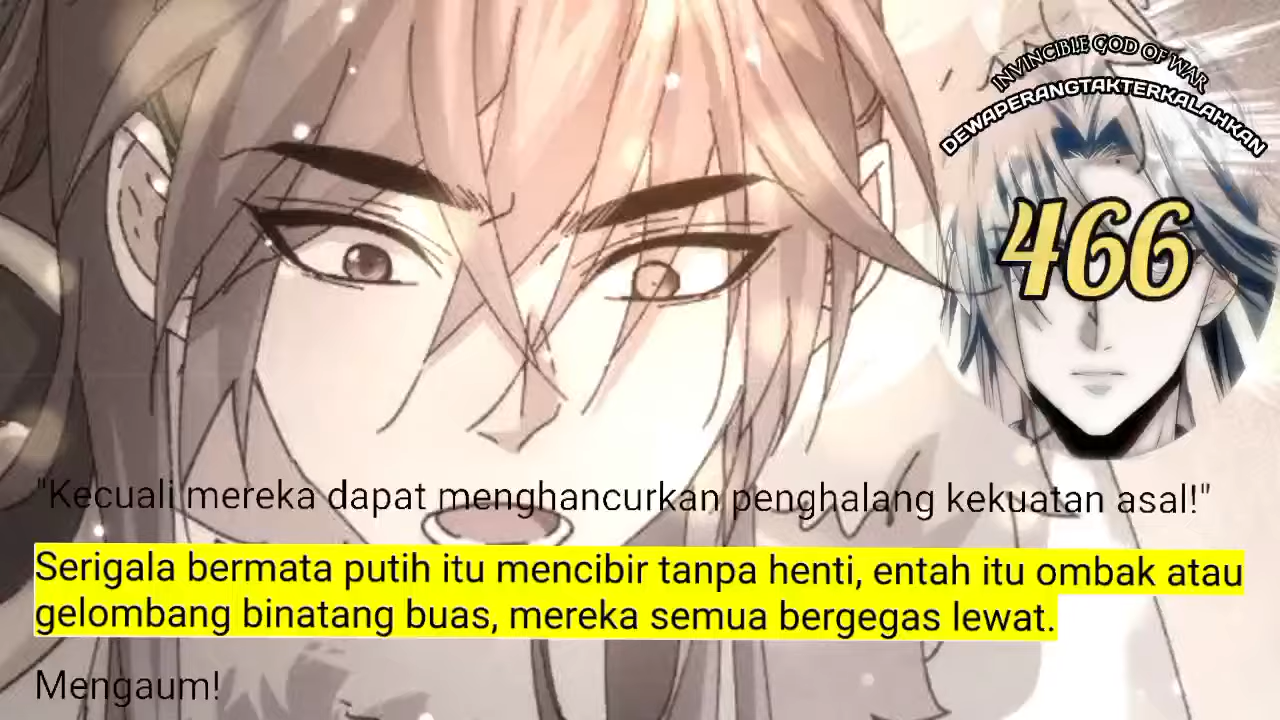 INVINCIBLE GOD OF WAR
DEWAPERANGTAKTERKALAHKAN
466
"Kecuali mereka dapat menghancurkan penghalang kekuatan asal!"
Serigala bermata putih itu mencibir tanpa henti, entah itu ombak atau
gelombang binatang buas, mereka semua bergegas lewat.
Mengaum!